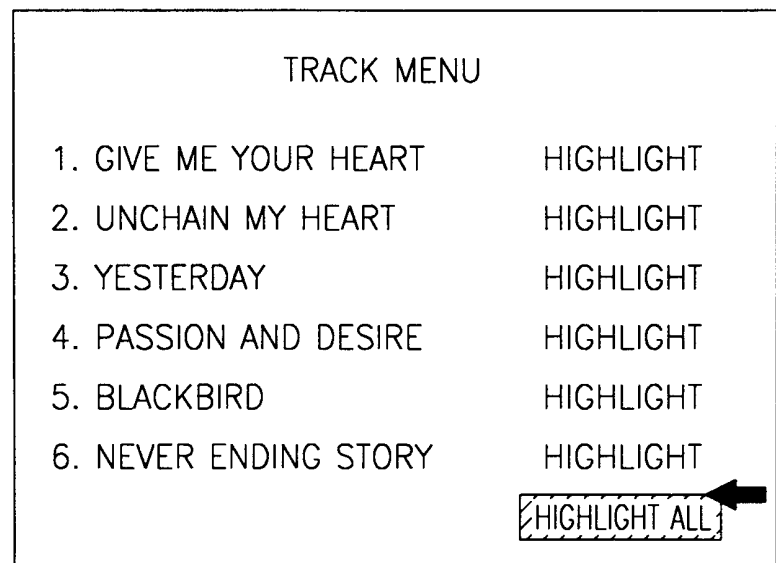 TRACK MENU
1. GIVE ME YOUR HEART HIGHLIGHT
2. UNCHAIN MY HEART HIGHLIGHT
3. YESTERDAY HIGHLIGHT
4. PASSION AND DESIRE HIGHLIGHT
5. BLACKBIRD HIGHLIGHT
6. NEVER ENDING STORY HIGHLIGHT
HIGHLIGHT ALL